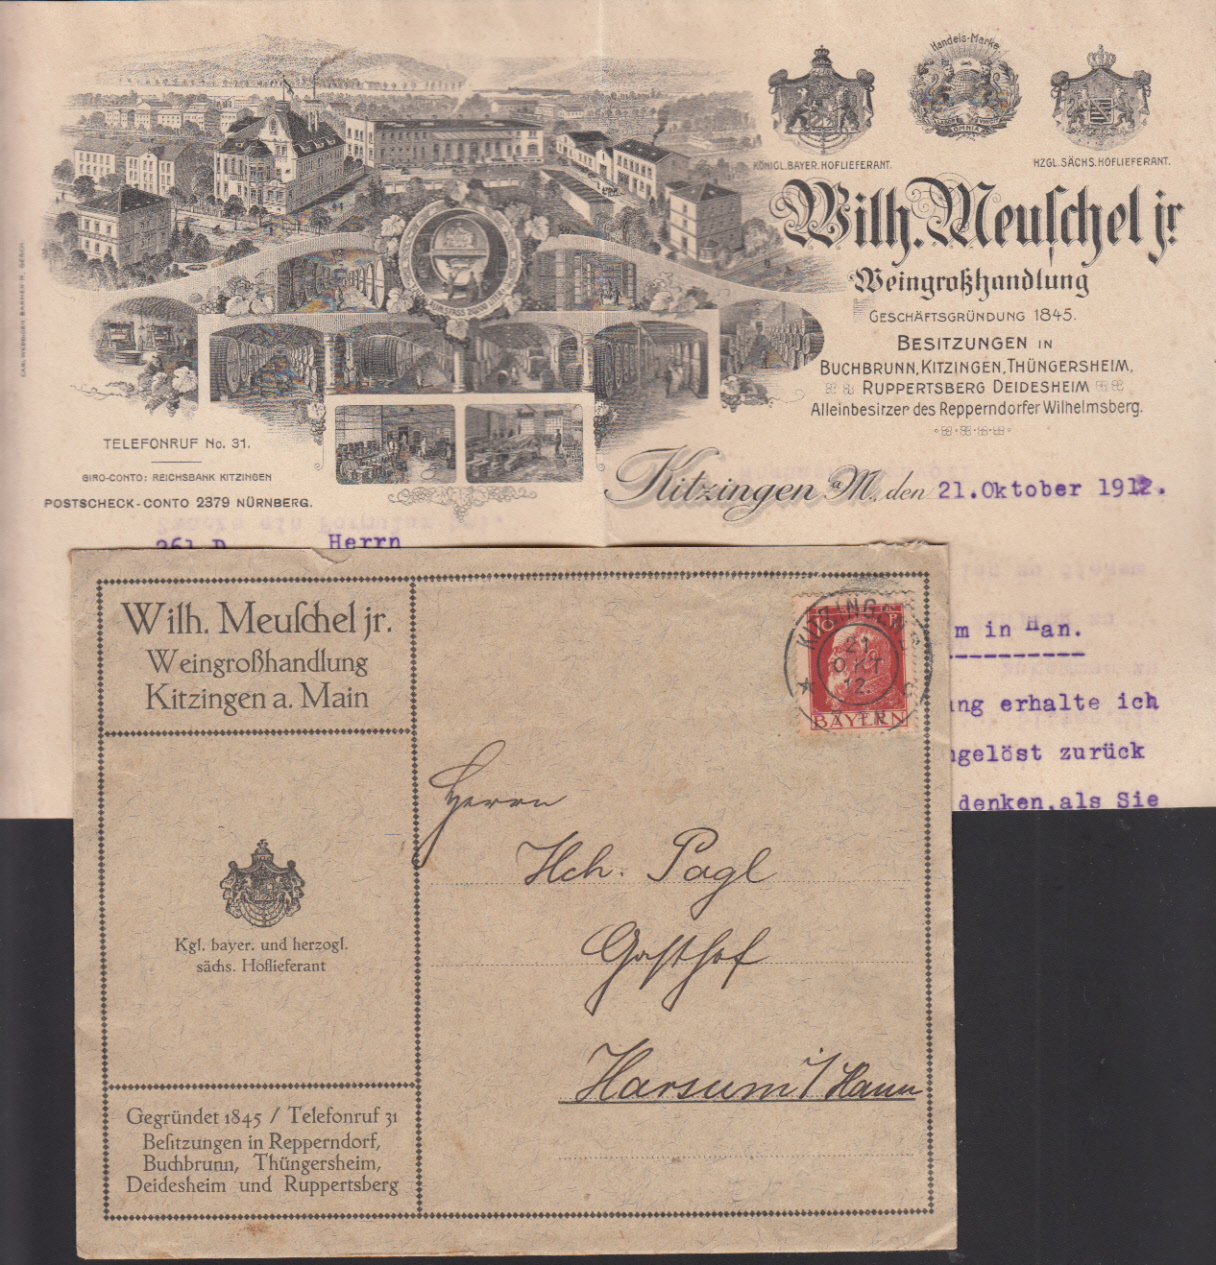 Handels-Marke.
OMNIA
KÖNIGL.BAYER.HOFLIEFERANT.
HZGL.SÄCHS.HOFLIEFERANT.
Wilh. Meuſchel jr.
Weingroßhandlung
GESCHÄFTSGRÜNDUNG 1845.
BESITZUNGEN IN
BUCHBRUNN, KITZINGEN, THÜNGERSHEIM,
RUPPERTSBERG DEIDESHEIM
Alleinbesitzer des Repperndorfer Wilhelmsberg.
TELEFONRUF No. 31.
GIRO-CONTO: REICHSBANK KITZINGEN
POSTSCHECK-CONTO 2379 NÜRNBERG.
Kitzingen a/M., den 21.Oktober 1912.
261 D Herrn
m in Han.
ung erhalte ich
ngelöst zurück
denken,als Sie
Wilh. Meuſchel jr.
Weingroßhandlung
Kitzingen a. Main
KITZINGEN
21
OKT
12.
BAYERN
Herrn
Hch. Pagl
Gasthof
Harsum i/Hann
Kgl. bayer. und herzogl.
sächs. Hoflieferant
Gegründet 1845 / Telefonruf 31
Beſitzungen in Repperndorf,
Buchbrunn, Thüngersheim,
Deidesheim und Ruppertsberg